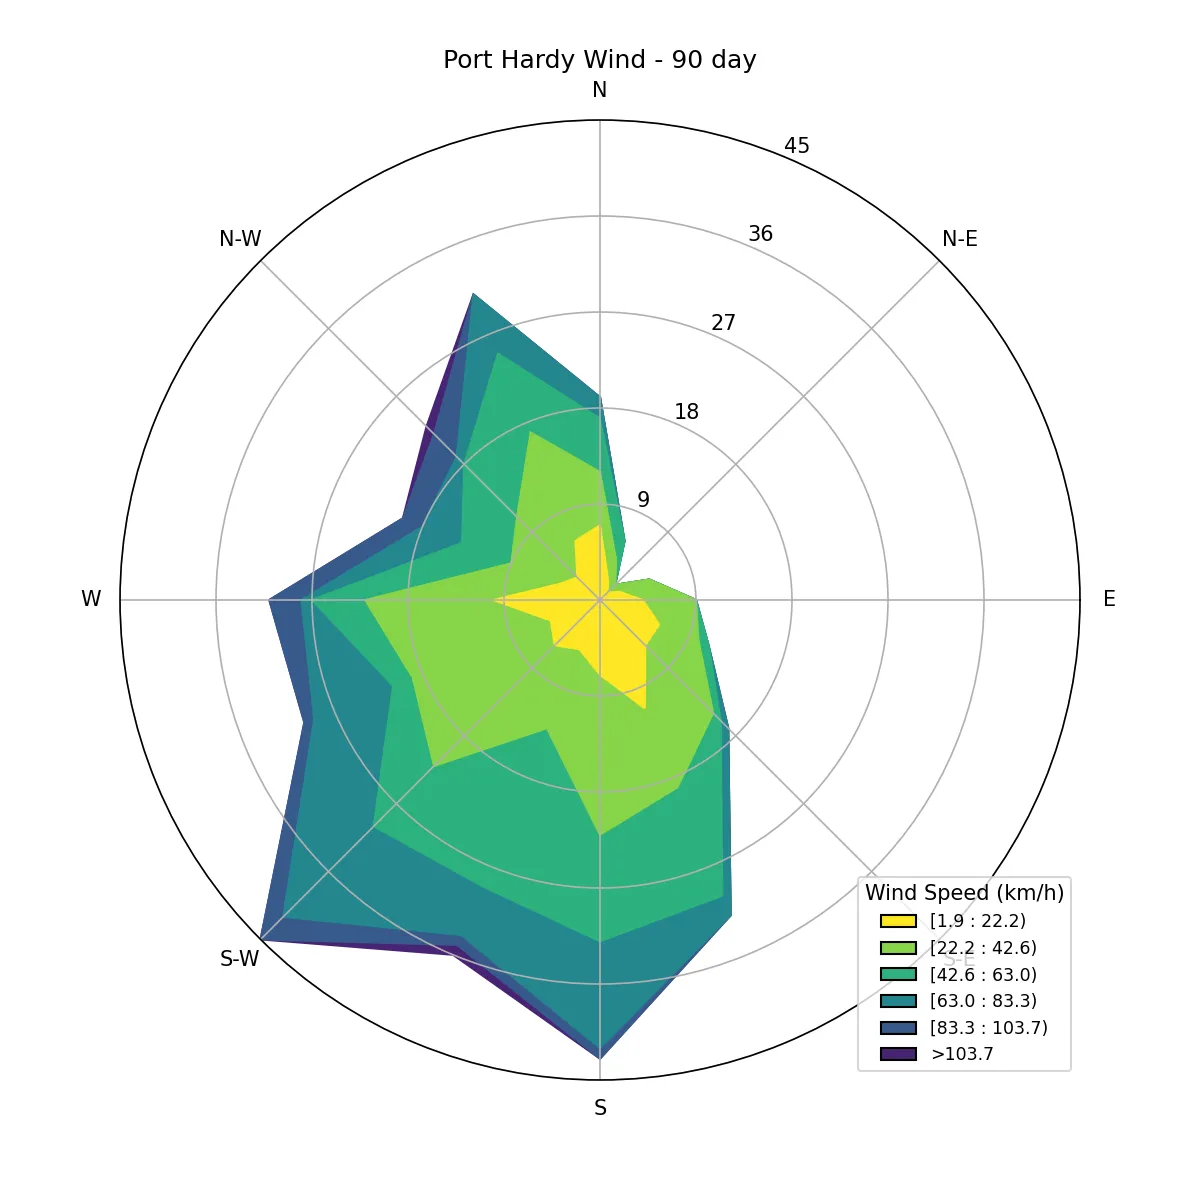 Port Hardy Wind - 90 day
N
45
36
N-W
N-E
27
18
9
W
E
Wind Speed (km/h)
[1.9 : 22.2)
[22.2 : 42.6)
[42.6 : 63.0)
[63.0 : 83.3)
[83.3 : 103.7)
>103.7
S-W
S-E
S